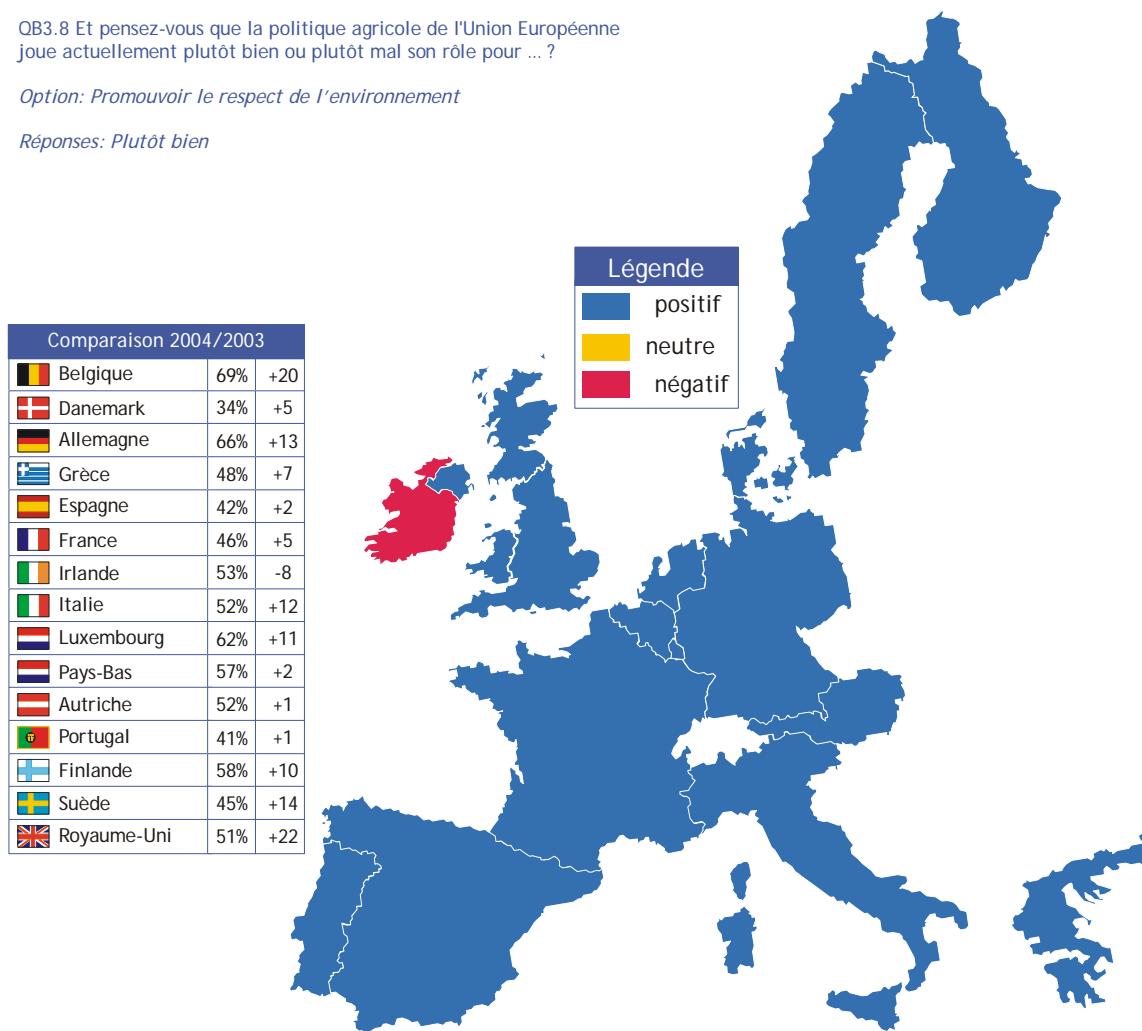 QB3.8 Et pensez-vous que la politique agricole de l'Union Européenne
joue actuellement plutôt bien ou plutôt mal son rôle pour ... ?
Option: Promouvoir le respect de l'environnement
Réponses: Plutôt bien
Légende
positif
neutre
négatif
Comparaison 2004/2003
Belgique 69% +20
Danemark 34% +5
Allemagne 66% +13
Grèce 48% +7
Espagne 42% +2
France 46% +5
Irlande 53% -8
Italie 52% +12
Luxembourg 62% +11
Pays-Bas 57% +2
Autriche 52% +1
Portugal 41% +1
Finlande 58% +10
Suède 45% +14
Royaume-Uni 51% +22